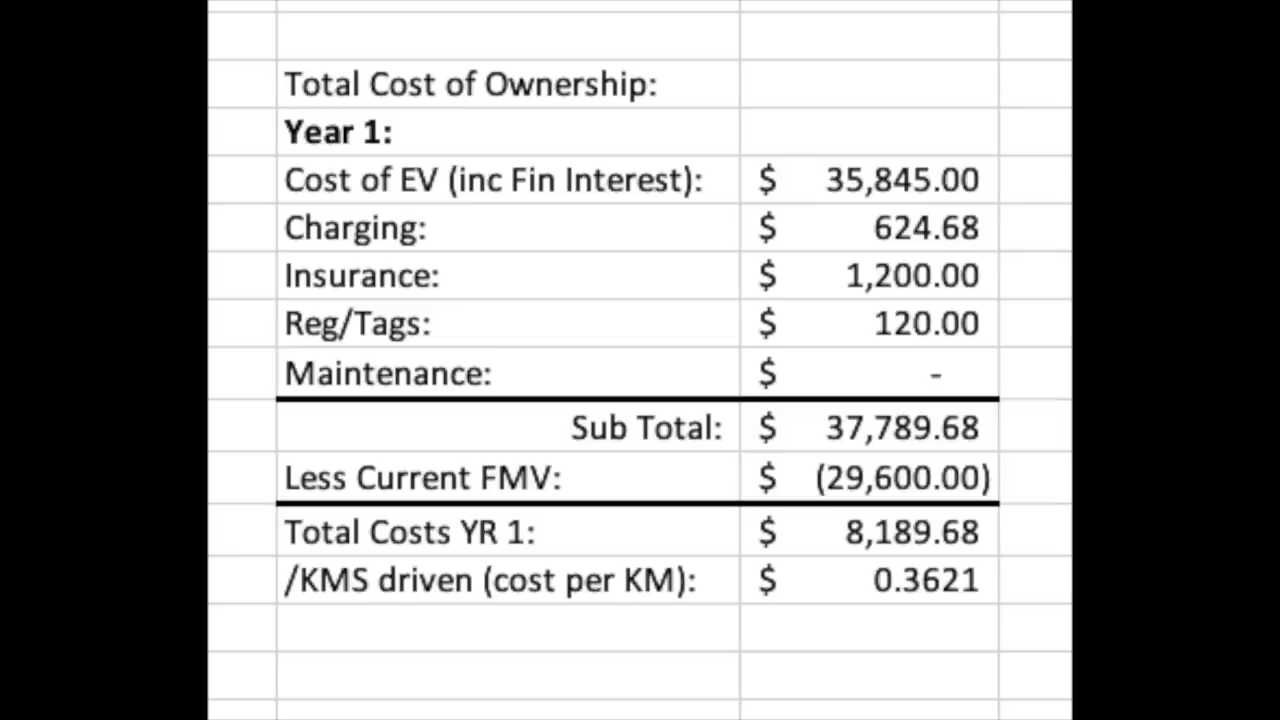 Total Cost of Ownership:
Year 1:
Cost of EV (inc Fin Interest): $ 35,845.00
Charging: $ 624.68
Insurance: $ 1,200.00
Reg/Tags: $ 120.00
Maintenance: $ -
Sub Total: $ 37,789.68
Less Current FMV: $ (29,600.00)
Total Costs YR 1: $ 8,189.68
/KMS driven (cost per KM): $ 0.3621